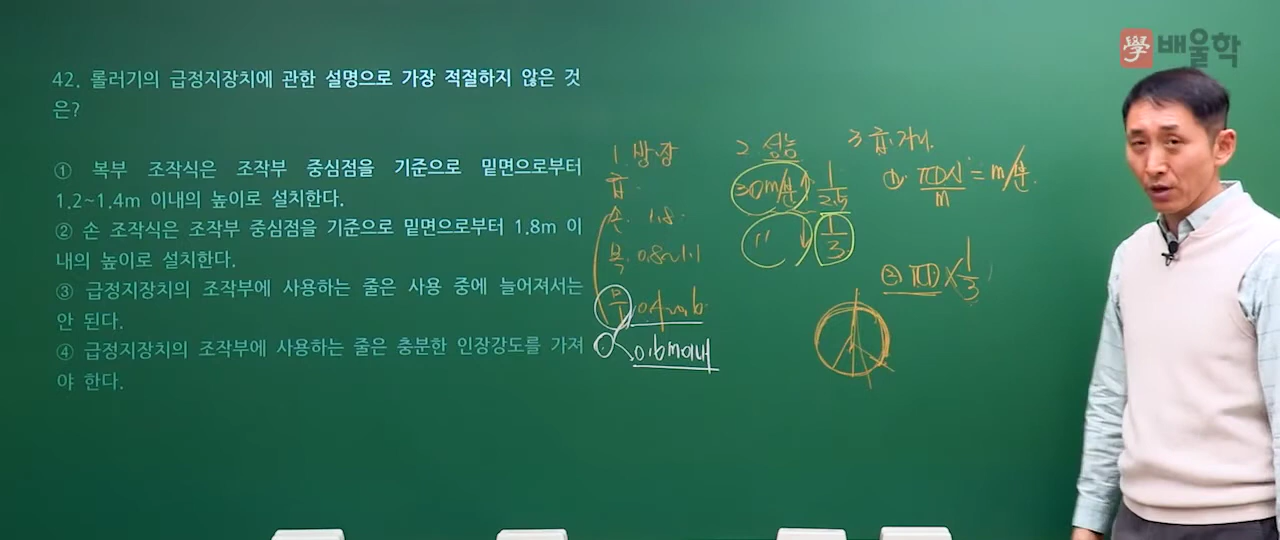 學 배울학
42. 롤러기의 급정지장치에 관한 설명으로 가장 적절하지 않은 것
은?
① 복부 조작식은 조작부 중심점을 기준으로 밑면으로부터
1.2~1.4m 이내의 높이로 설치한다.
② 손 조작식은 조작부 중심점을 기준으로 밑면으로부터 1.8m 이
내의 높이로 설치한다.
③ 급정지장치의 조작부에 사용하는 줄은 사용 중에 늘어져서는
안 된다.
④ 급정지장치의 조작부에 사용하는 줄은 충분한 인장강도를 가져
야 한다.
1. 방.장
급.
손. 1.8.
복. 0.8~1.1
무
0.6m이내
2. 성능
30m/분↑ 1/2.5
〃 ↓ 1/3
3. 급.거리.
= m/분.
② πD × 1/3